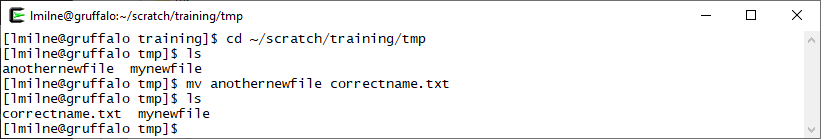 lmilne@gruffalo:~/scratch/training/tmp
[lmilne@gruffalo training]$ cd ~/scratch/training/tmp
[lmilne@gruffalo tmp]$ ls
anothernewfile  mynewfile
[lmilne@gruffalo tmp]$ mv anothernewfile correctname.txt
[lmilne@gruffalo tmp]$ ls
correctname.txt  mynewfile
[lmilne@gruffalo tmp]$